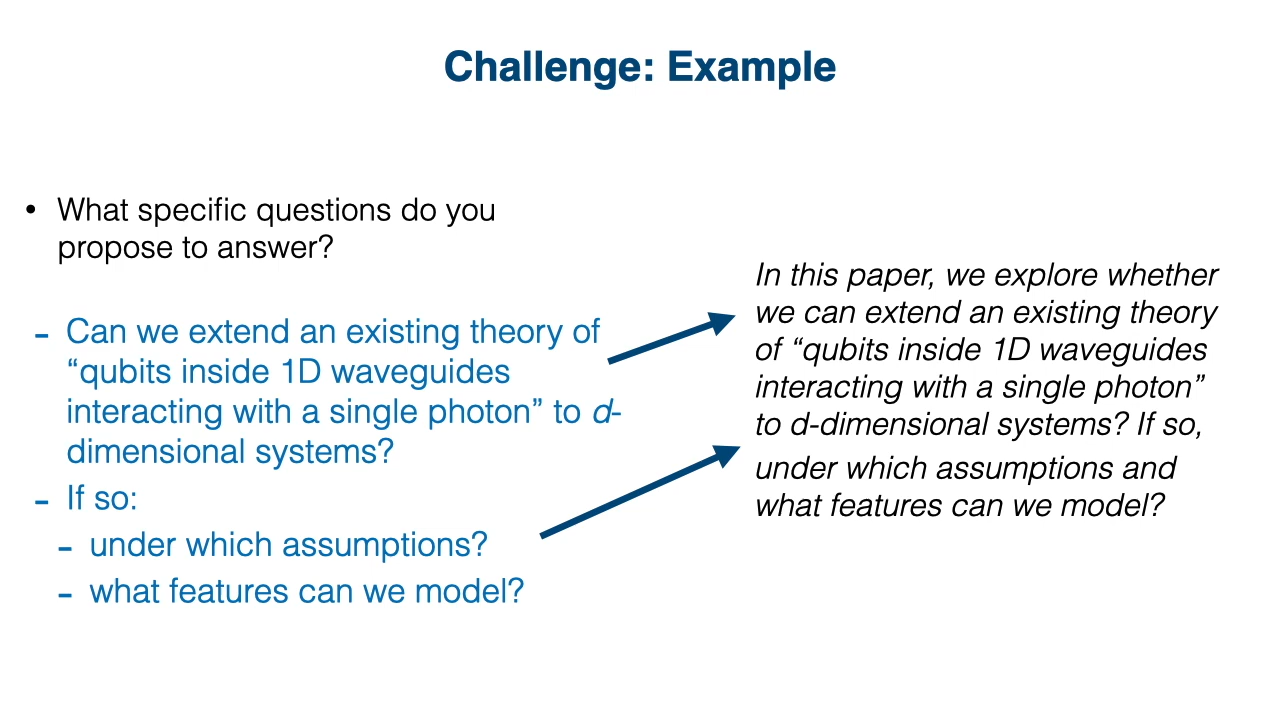 Challenge: Example
• What specific questions do you
propose to answer?
- Can we extend an existing theory of
“qubits inside 1D waveguides
interacting with a single photon” to d-
dimensional systems?
- If so:
- under which assumptions?
- what features can we model?
In this paper, we explore whether
we can extend an existing theory
of “qubits inside 1D waveguides
interacting with a single photon”
to d-dimensional systems? If so,
under which assumptions and
what features can we model?